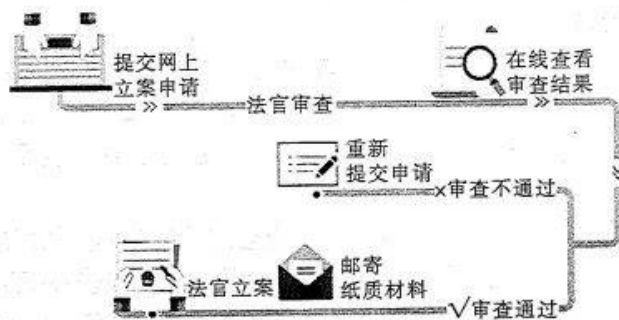 提交网上
立案申请
法官审查
在线查看
审查结果
重新
提交申请
×审查不通过
法官立案
邮寄
纸质材料
√审查通过